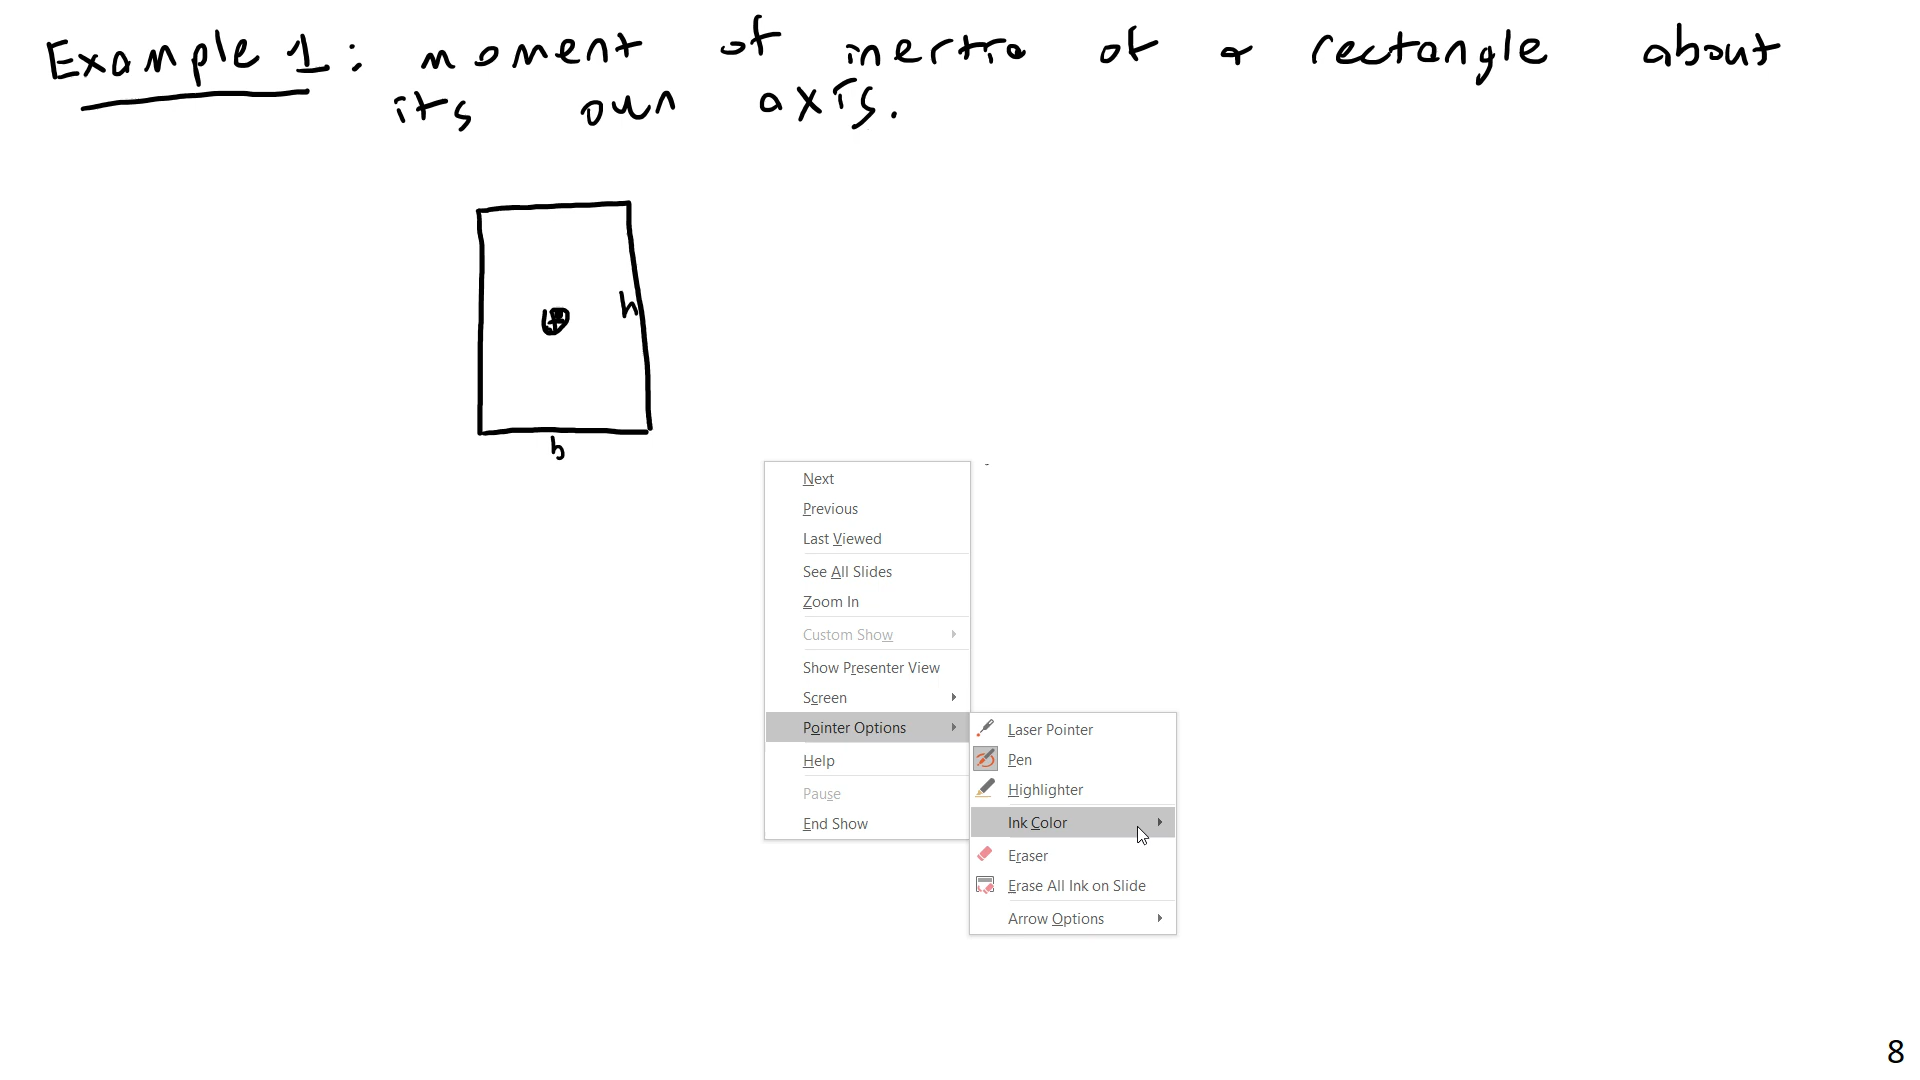 Example 1: moment of inertia of a rectangle about
its own axis.
h
b
Next
Previous
Last Viewed
See All Slides
Zoom In
Custom Show
Show Presenter View
Screen
Pointer Options
Help
Pause
End Show
Laser Pointer
Pen
Highlighter
Ink Color
Eraser
Erase All Ink on Slide
Arrow Options
8